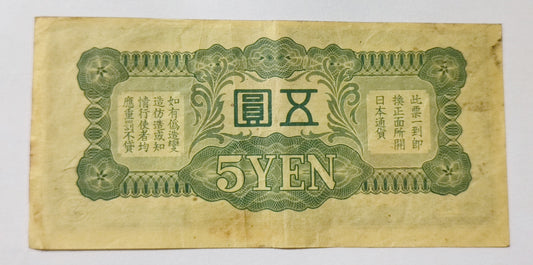 此票一到即
換正面所開
日本通貨
五圓
如有僞造變
造仿造或知
情行使者均
應重罰不貸
5YEN